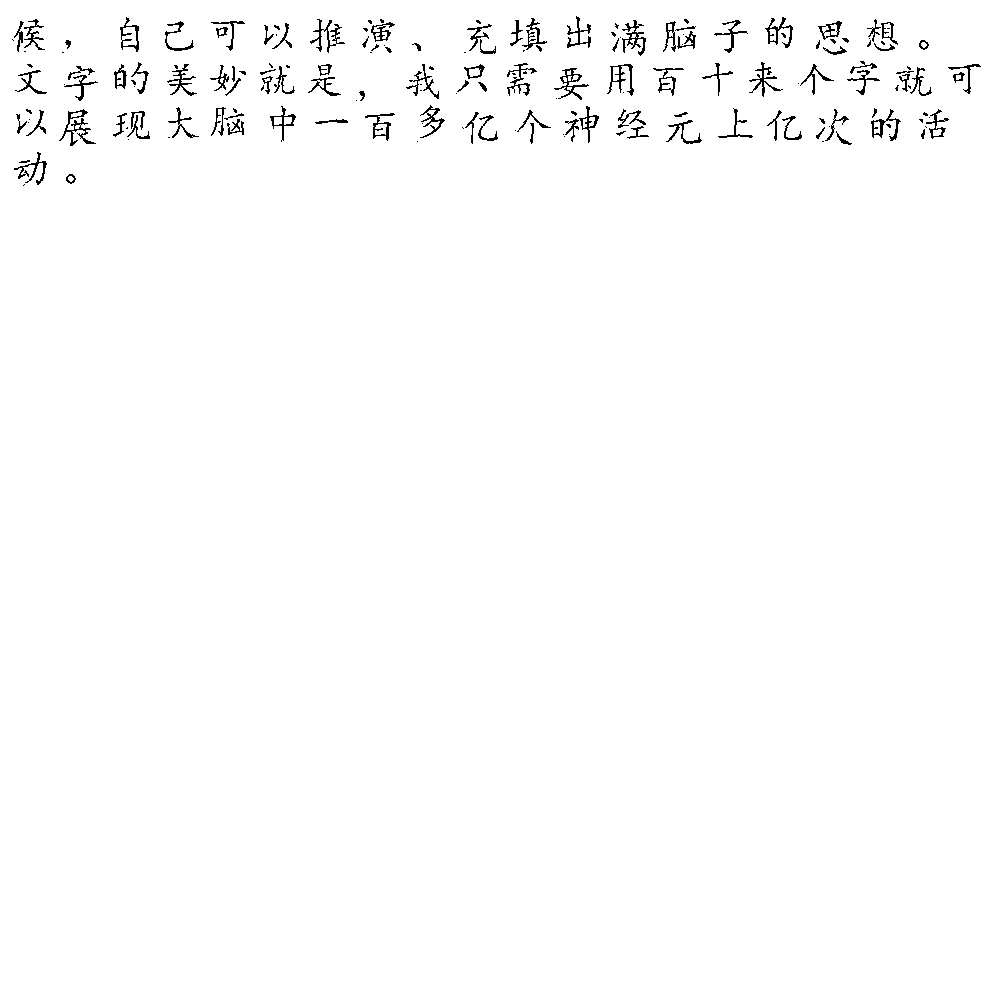 候，自己可以推演、充填出满脑子的思想。
文字的美妙就是，我只需要用百十来个字就可
以展现大脑中一百多亿个神经元上亿次的活
动。